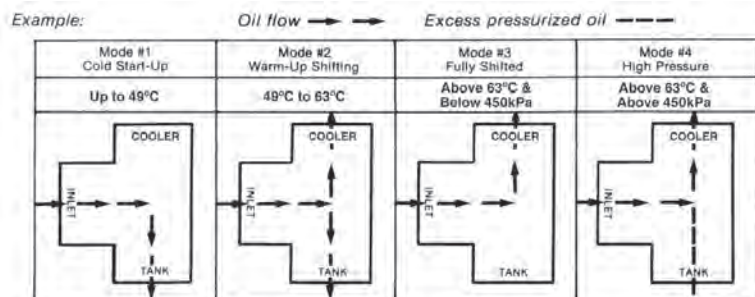 Example: Oil flow Excess pressurized oil
Mode #1 Mode #2 Mode #3 Mode #4
Cold Start-Up Warm-Up Shifting Fully Shifted High Pressure
Up to 49°C 49°C to 63°C Above 63°C & Above 63°C &
Below 450kPa Above 450kPa
COOLER COOLER COOLER COOLER
INLET INLET INLET INLET
TANK TANK TANK TANK